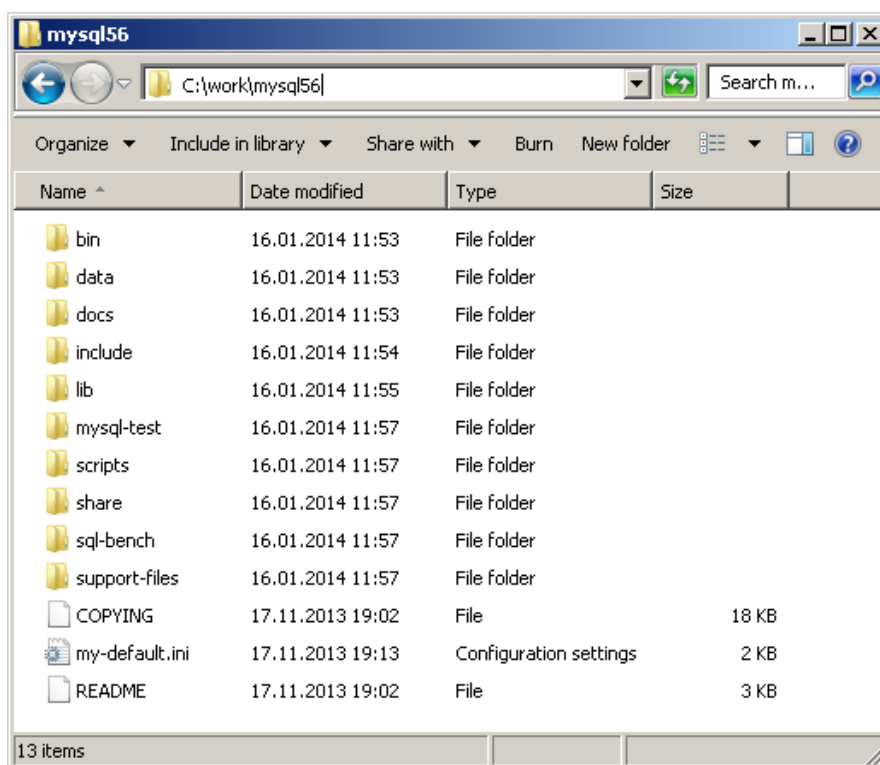 mysql56
C:\work\mysql56
Search m...
Organize Include in library Share with Burn New folder
Name Date modified Type Size
bin 16.01.2014 11:53 File folder
data 16.01.2014 11:53 File folder
docs 16.01.2014 11:53 File folder
include 16.01.2014 11:54 File folder
lib 16.01.2014 11:55 File folder
mysql-test 16.01.2014 11:57 File folder
scripts 16.01.2014 11:57 File folder
share 16.01.2014 11:57 File folder
sql-bench 16.01.2014 11:57 File folder
support-files 16.01.2014 11:57 File folder
COPYING 17.11.2013 19:02 File 18 KB
my-default.ini 17.11.2013 19:13 Configuration settings 2 KB
README 17.11.2013 19:02 File 3 KB
13 items